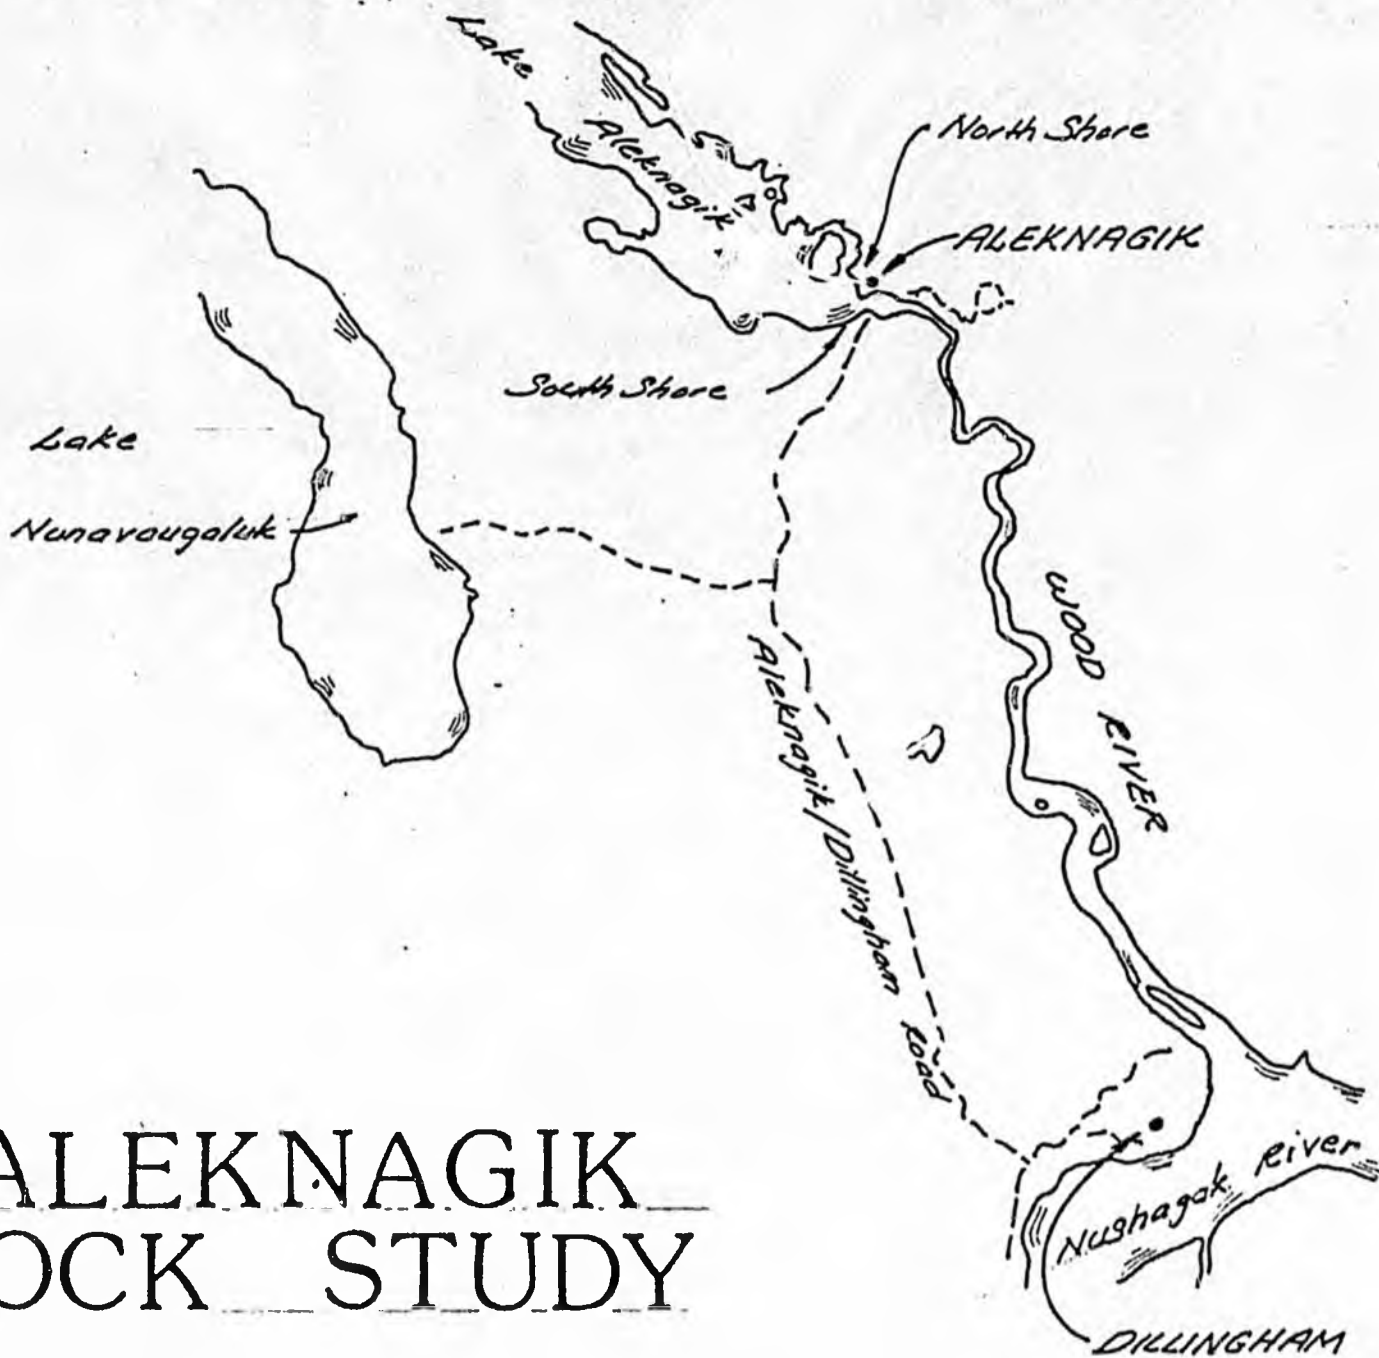 Lake
Aleknagik
North Shore
ALEKNAGIK
South Shore
Lake
Nunavaugaluk
WOOD RIVER
Aleknagik/Dillingham Road
ALEKNAGIK
OCK STUDY
Nushagak River
DILLINGHAM